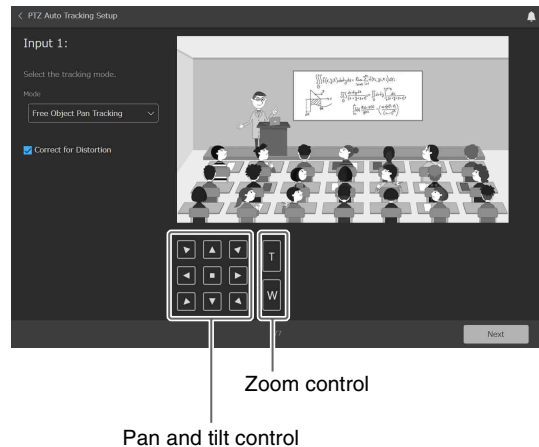 PTZ Auto Tracking Setup
Input 1:
Select the tracking mode.
Mode
Free Object Pan Tracking
Correct for Distortion
T
W
Next
Zoom control
Pan and tilt control